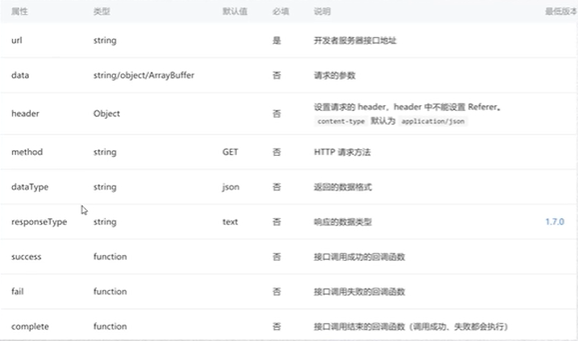 属性 类型 默认值 必填 说明 最低版本
url string 是 开发者服务器接口地址
data string/object/ArrayBuffer 否 请求的参数
header Object 否 设置请求的 header，header 中不能设置 Referer。
content-type 默认为 application/json
method string GET 否 HTTP 请求方法
dataType string json 否 返回的数据格式
responseType string text 否 响应的数据类型 1.7.0
success function 否 接口调用成功的回调函数
fail function 否 接口调用失败的回调函数
complete function 否 接口调用结束的回调函数（调用成功、失败都会执行）